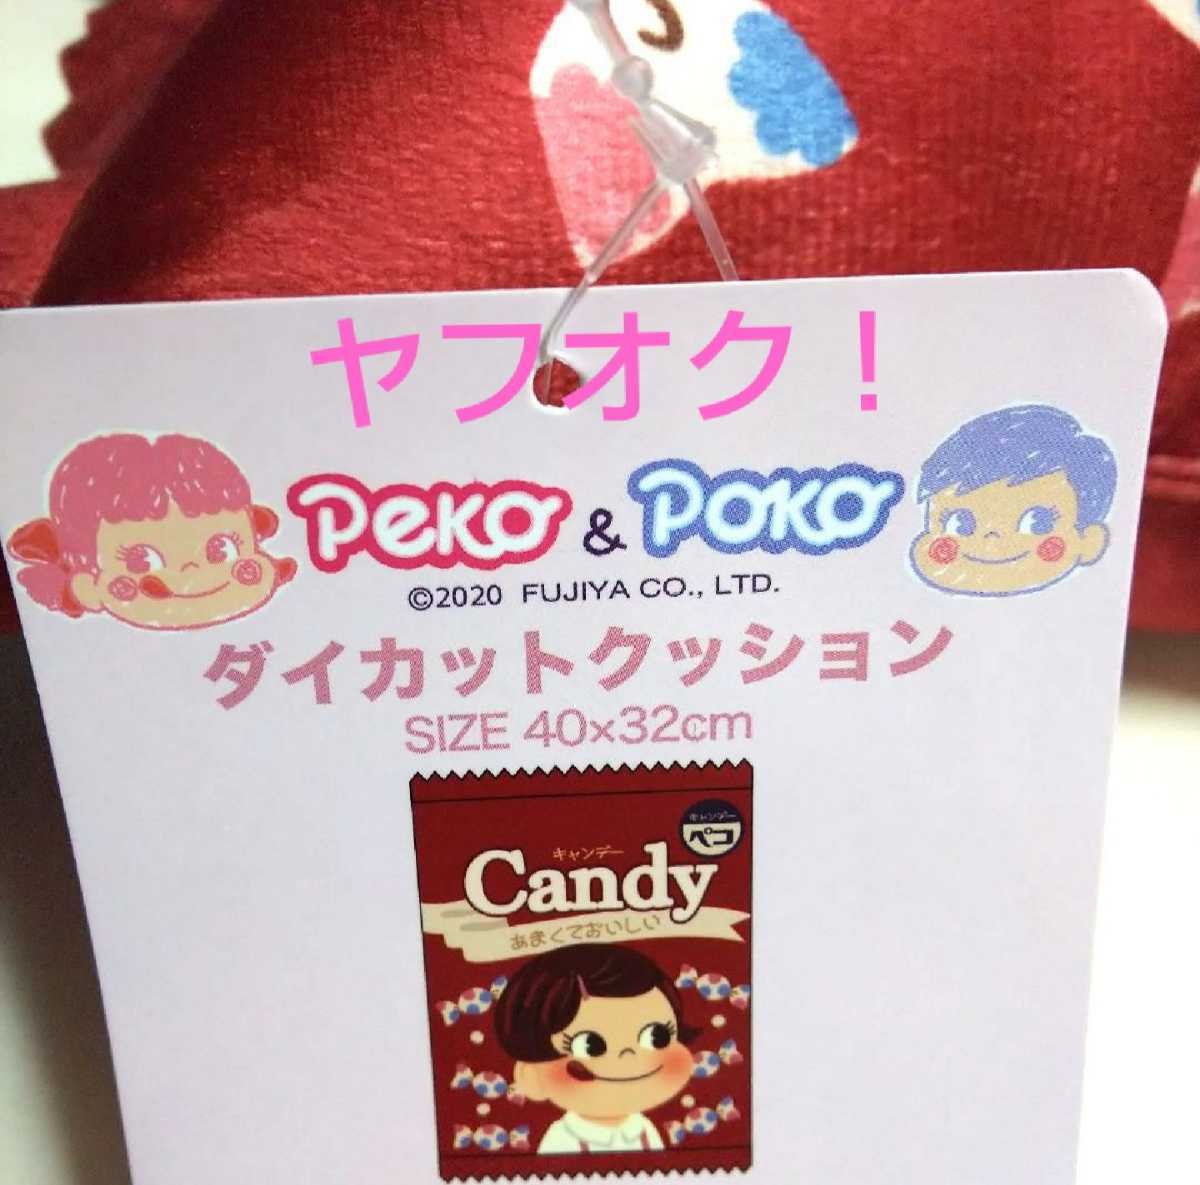 ヤフオク！
Peko & Poko
©2020 FUJIYA CO., LTD.
ダイカットクッション
SIZE 40×32cm
キャンデー
ペコ
キャンデー
Candy
あまくておいしい